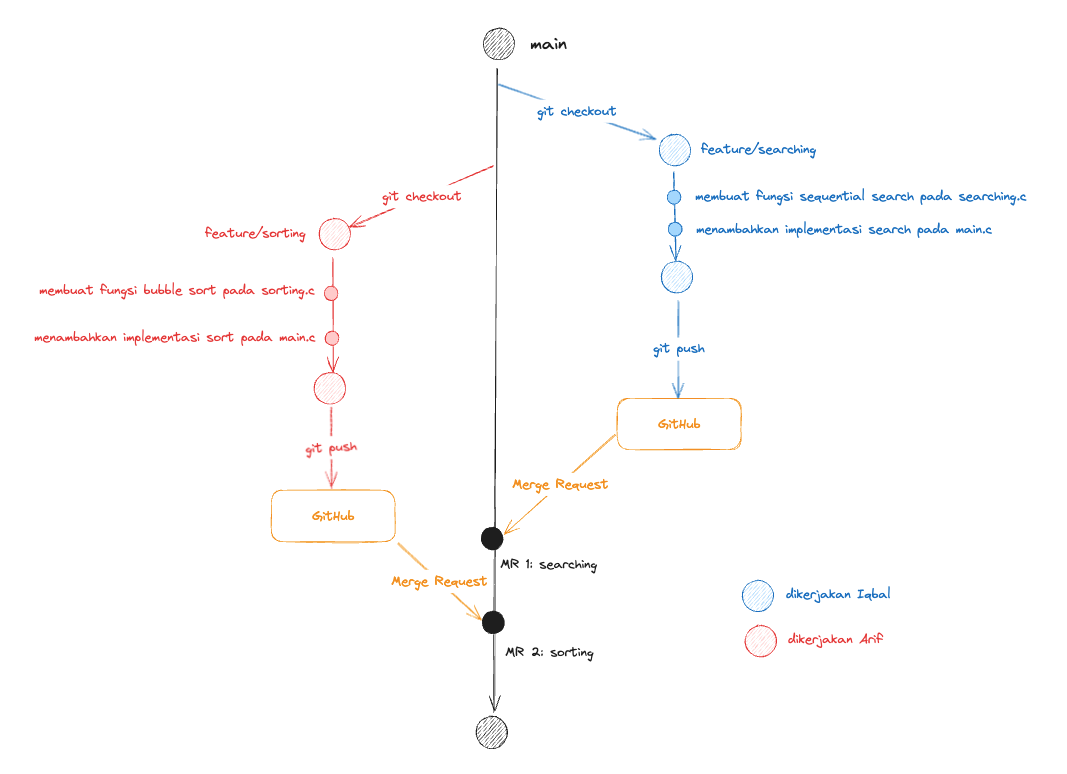 main
git checkout
feature/searching
git checkout
membuat fungsi sequential search pada searching.c
menambahkan implementasi search pada main.c
feature/sorting
membuat fungsi bubble sort pada sorting.c
menambahkan implementasi sort pada main.c
git push
GitHub
git push
Merge Request
GitHub
MR 1: searching
Merge Request
MR 2: sorting
dikerjakan Iqbal
dikerjakan Arif